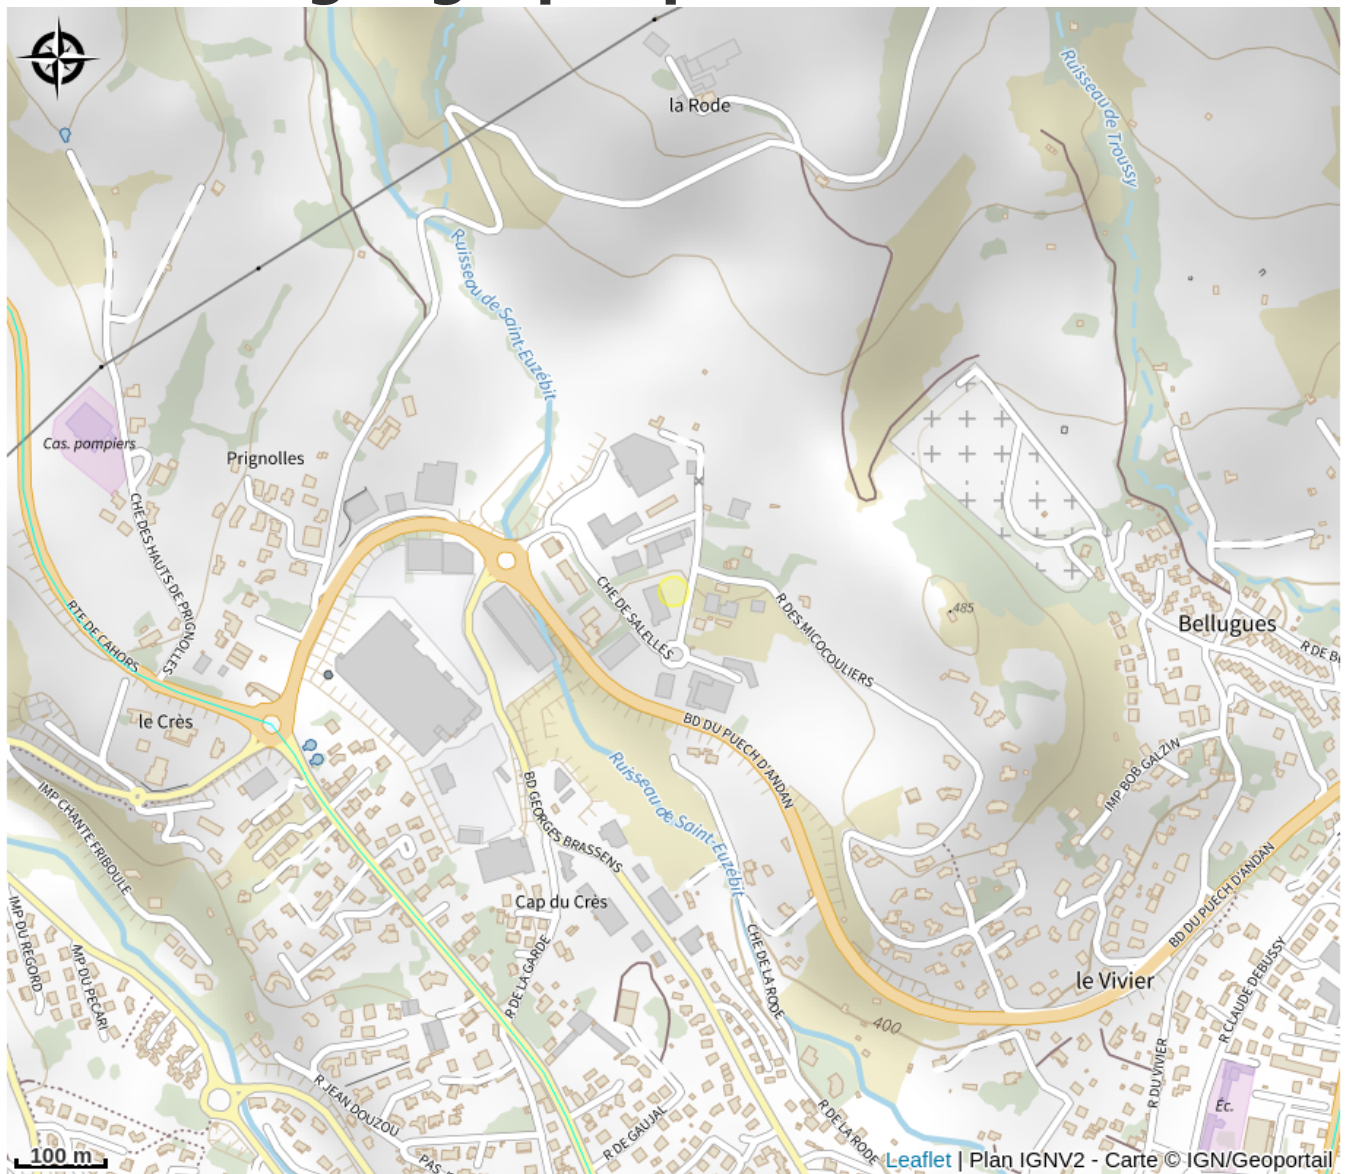 la Rode
Ruisseau de Troussy
Ruisseau de Saint-Euzébit
Cas. pompiers
Prignolles
CHE DES HAUTS DE PRIGNOLLES
RTE DE CAHORS
CHE DE SALELLES
R DES MICOCOULIERS
.485
Bellugues
R DE B
le Crès
BD DU PUECH D'ANDAN
IMP BOB GALZIN
Ruisseau de Saint-Euzébit
IMP CHANTE FRIBOULE
BD GEORGES BRASSENS
Cap du Crès
BD DU PUECH D'ANDAN
IMP DU REGORD
MP DU PECARI
R DE LA GARDE
CHE DE LA RODE
le Vivier
R CLAUDE DEBUSSY
400
R DU VIVIER
R JEAN DOUZOU
R DE GAUJAL
R DE LA RODE
Éc.
PAS-
100 m
Leaflet | Plan IGNV2 - Carte © IGN/Geoportail